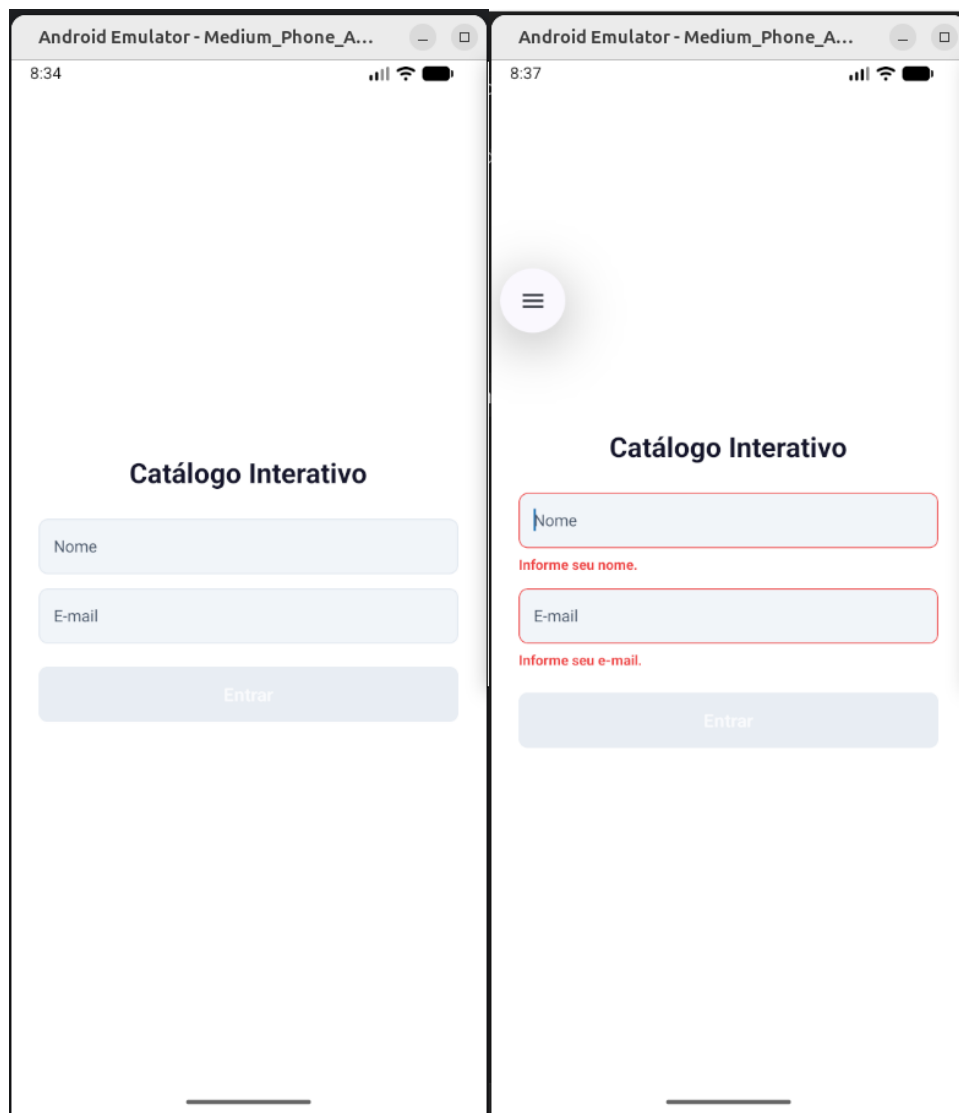 Android Emulator - Medium_Phone_A...
8:34
Catálogo Interativo
Nome
E-mail
Entrar
Android Emulator - Medium_Phone_A...
8:37
Catálogo Interativo
Nome
Informe seu nome.
E-mail
Informe seu e-mail.
Entrar